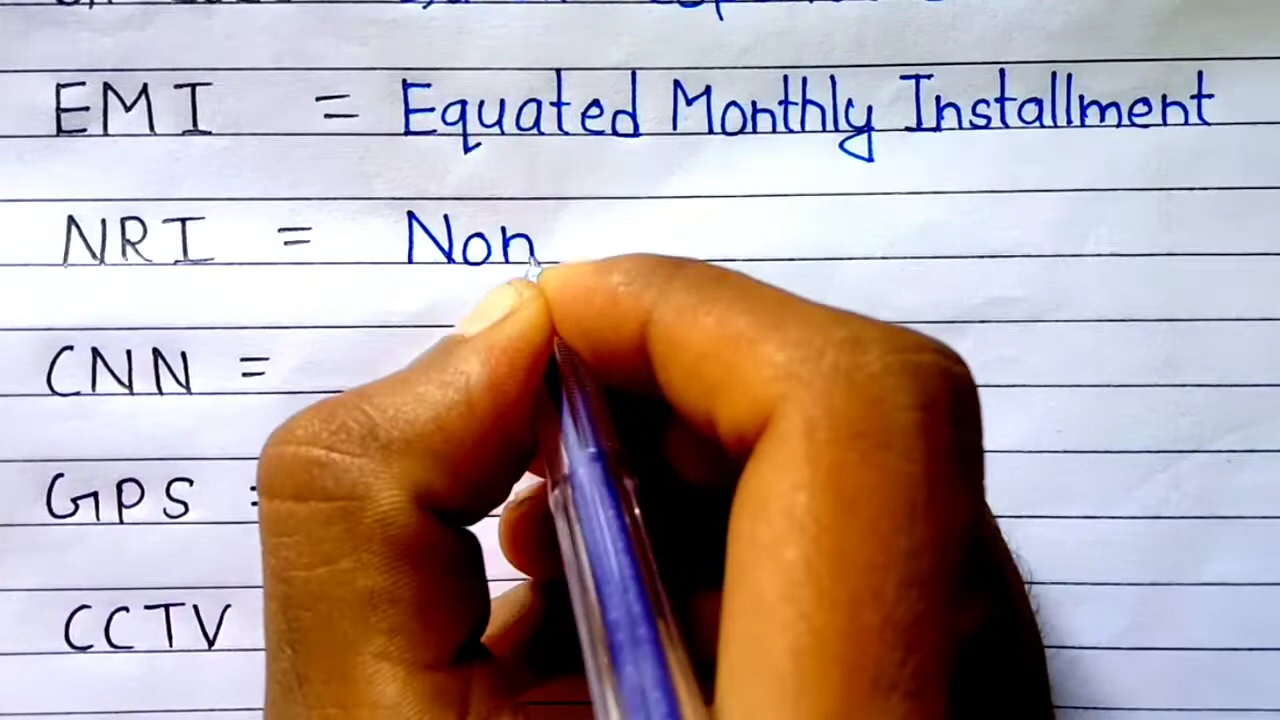 EMI = Equated Monthly Installment
NRI = Non
CNN =
GPS =
CCTV